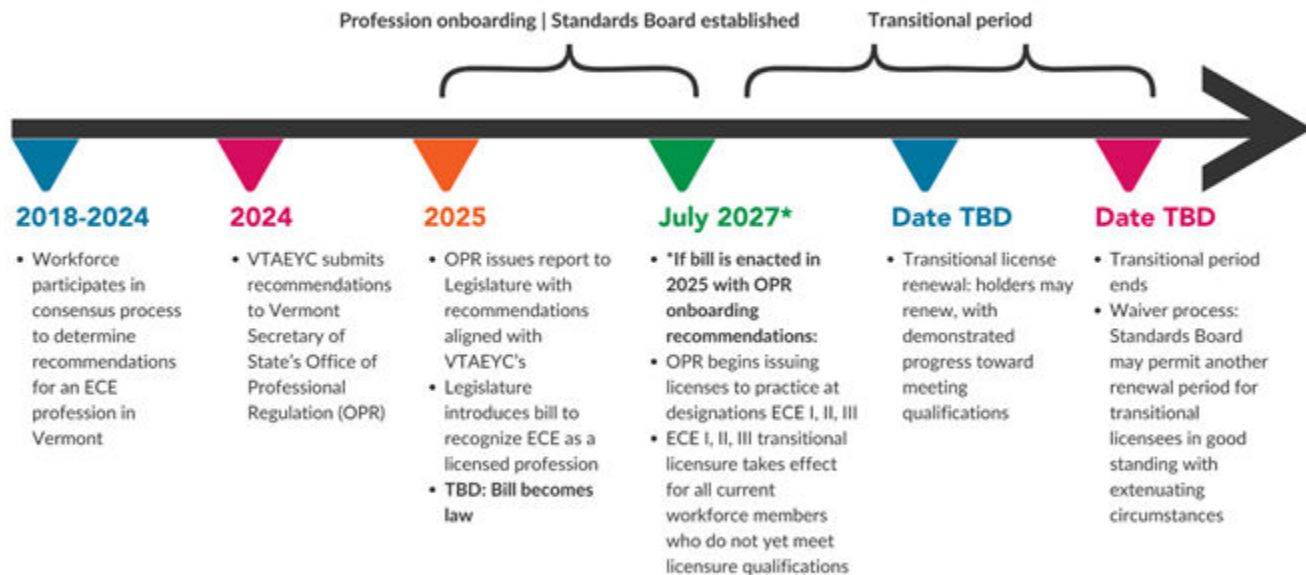 Profession onboarding | Standards Board established
Transitional period
2018-2024
• Workforce
participates in
consensus process
to determine
recommendations
for an ECE
profession in
Vermont
2024
• VTAEYC submits
recommendations
to Vermont
Secretary of
State's Office of
Professional
Regulation (OPR)
2025
• OPR issues report to
Legislature with
recommendations
aligned with
VTAEYC's
• Legislature
introduces bill to
recognize ECE as a
licensed profession
• TBD: Bill becomes
law
July 2027*
• *If bill is enacted in
2025 with OPR
onboarding
recommendations:
• OPR begins issuing
licenses to practice at
designations ECE I, II, III
• ECE I, II, III transitional
licensure takes effect
for all current
workforce members
who do not yet meet
licensure qualifications
Date TBD
• Transitional license
renewal: holders may
renew, with
demonstrated
progress toward
meeting
qualifications
Date TBD
• Transitional period
ends
• Waiver process:
Standards Board
may permit another
renewal period for
transitional
licensees in good
standing with
extenuating
circumstances